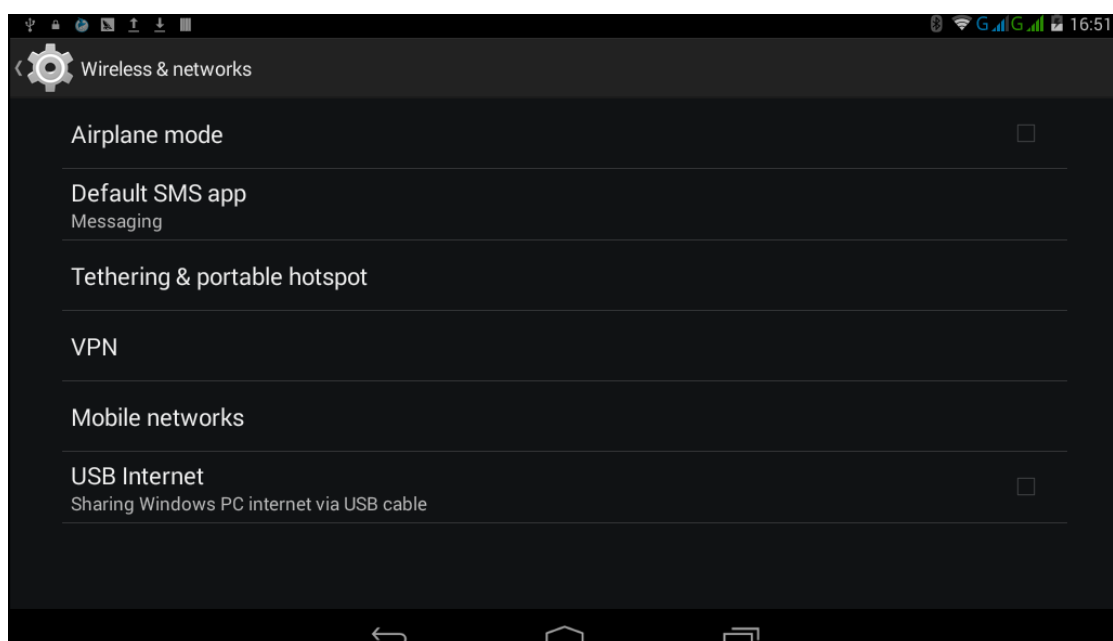 G G 16:51
Wireless & networks
Airplane mode
Default SMS app
Messaging
Tethering & portable hotspot
VPN
Mobile networks
USB Internet
Sharing Windows PC internet via USB cable